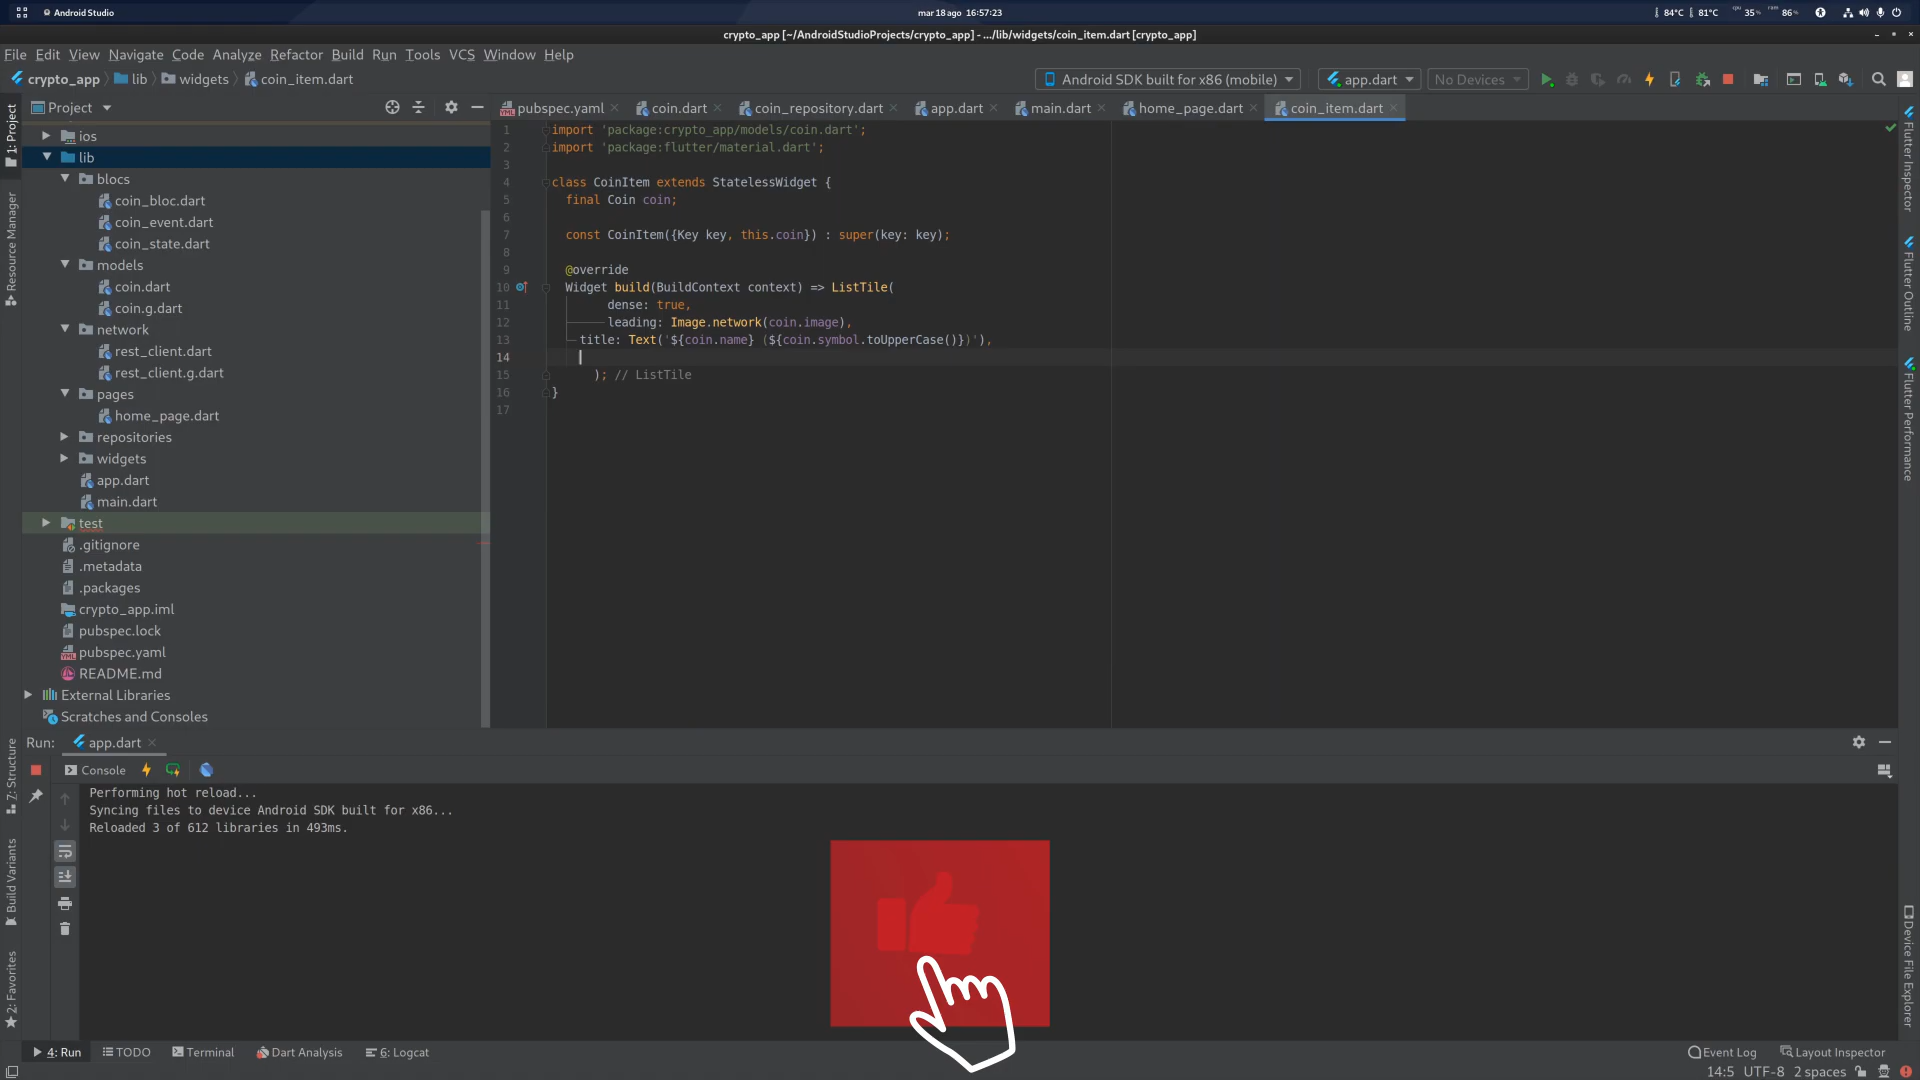 Android Studio
mar 18 ago 16:57:23
84°C 81°C cpu 35% ram 86%
crypto_app [~/AndroidStudioProjects/crypto_app] - .../lib/widgets/coin_item.dart [crypto_app]
File Edit View Navigate Code Analyze Refactor Build Run Tools VCS Window Help
crypto_app lib widgets coin_item.dart
Android SDK built for x86 (mobile) app.dart No Devices
Project
pubspec.yaml coin.dart coin_repository.dart app.dart main.dart home_page.dart coin_item.dart
ios
lib
blocs
coin_bloc.dart
coin_event.dart
coin_state.dart
models
coin.dart
coin.g.dart
network
rest_client.dart
rest_client.g.dart
pages
home_page.dart
repositories
widgets
app.dart
main.dart
test
.gitignore
.metadata
.packages
crypto_app.iml
pubspec.lock
pubspec.yaml
README.md
External Libraries
Scratches and Consoles
1 import 'package:crypto_app/models/coin.dart';
2 import 'package:flutter/material.dart';
3
4 class CoinItem extends StatelessWidget {
5 final Coin coin;
6
7 const CoinItem({Key key, this.coin}) : super(key: key);
8
9 @override
10 Widget build(BuildContext context) => ListTile(
11 dense: true,
12 leading: Image.network(coin.image),
13 title: Text('${coin.name} (${coin.symbol.toUpperCase()})'),
14
15 ); // ListTile
16 }
17
1: Project
Resource Manager
Z: Structure
Build Variants
2: Favorites
Flutter Inspector
Flutter Outline
Flutter Performance
Device File Explorer
Run: app.dart
Console
Performing hot reload...
Syncing files to device Android SDK built for x86...
Reloaded 3 of 612 libraries in 493ms.
4: Run TODO Terminal Dart Analysis 6: Logcat
Event Log Layout Inspector
14:5 UTF-8 2 spaces